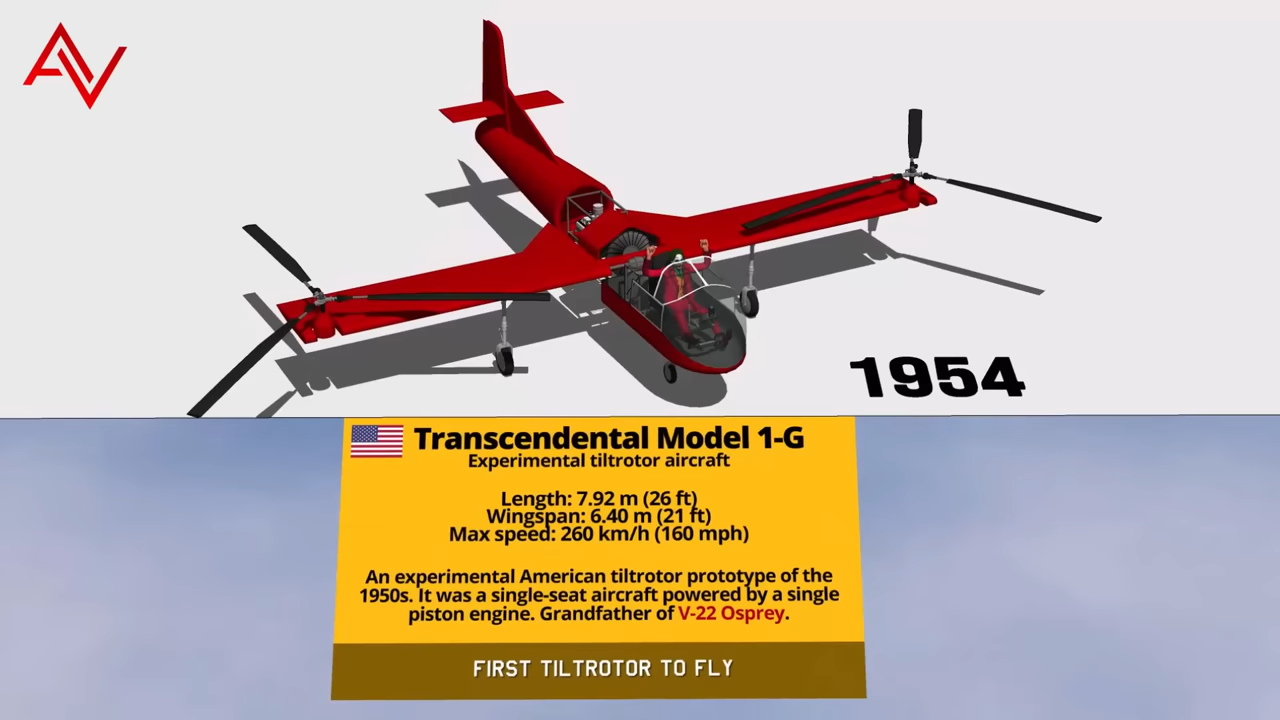 AV
1954
Transcendental Model 1-G
Experimental tiltrotor aircraft
Length: 7.92 m (26 ft)
Wingspan: 6.40 m (21 ft)
Max speed: 260 km/h (160 mph)
An experimental American tiltrotor prototype of the
1950s. It was a single-seat aircraft powered by a single
piston engine. Grandfather of V-22 Osprey.
FIRST TILTROTOR TO FLY